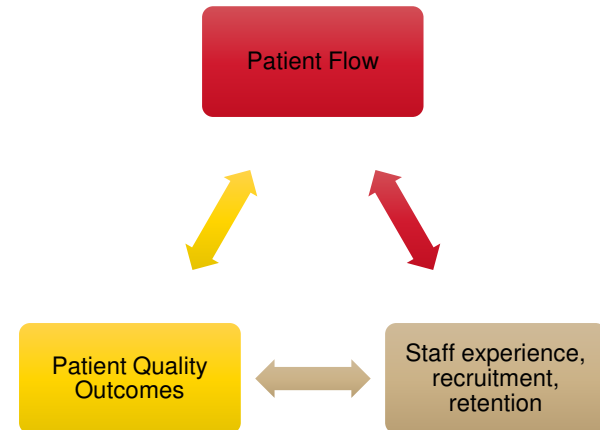 Patient Flow
Patient Quality
Outcomes
Staff experience,
recruitment,
retention